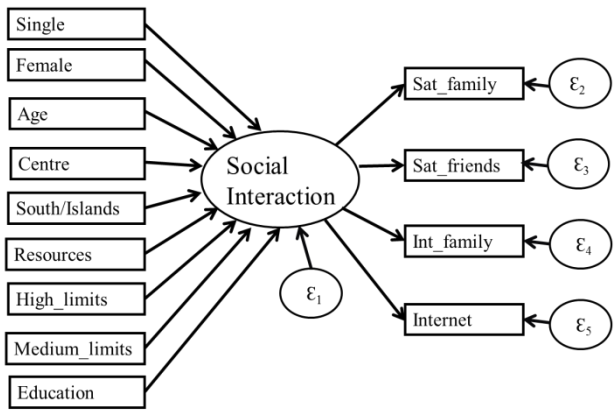 Single
Female
Age
Centre
South/Islands
Resources
High_limits
Medium_limits
Education
Social
Interaction
ε1
Sat_family
Sat_friends
Int_family
Internet
ε2
ε3
ε4
ε5